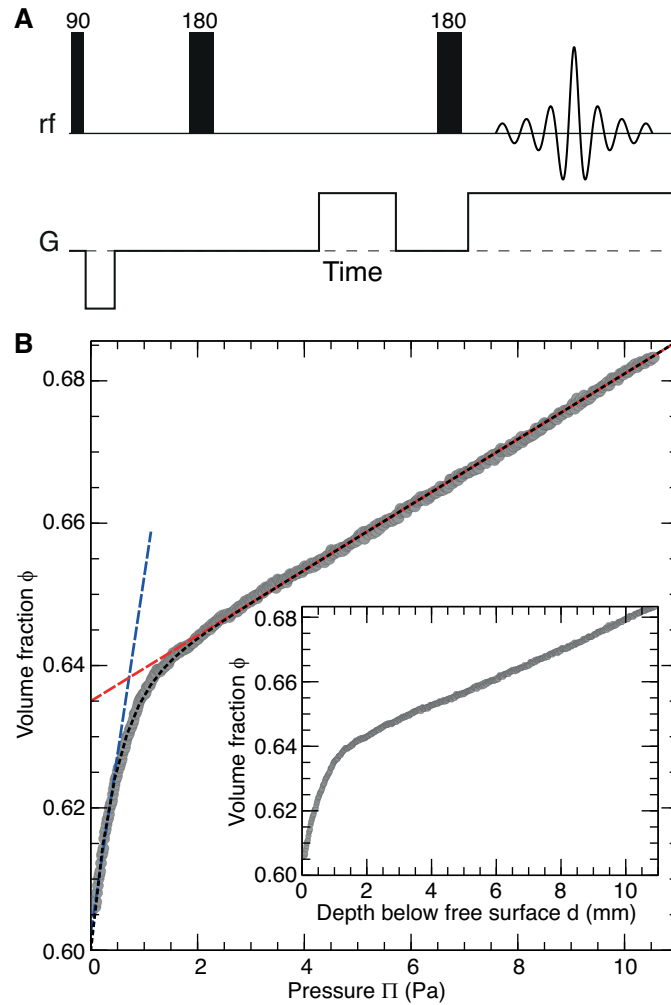 A
90 180 180
rf
G
Time
B
0.68
0.66
0.64
0.62
0.60
Volume fraction ϕ
0 2 4 6 8 10
Pressure Π (Pa)
0.68
0.66
0.64
0.62
0.60
Volume fraction ϕ
0 2 4 6 8 10
Depth below free surface d (mm)